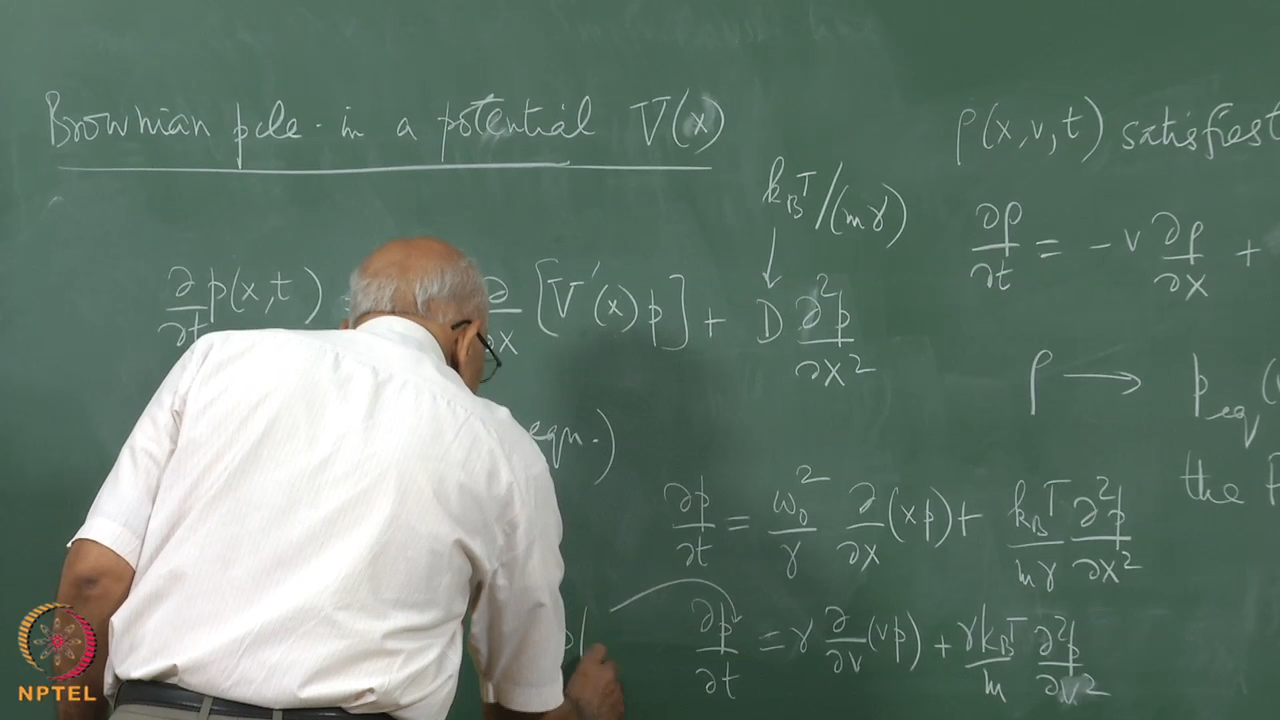 Brownian pcle. in a potential V(x)
k_BT/(mγ)
∂/∂t p(x,t) ∂/∂x [V'(x) p] + D ∂²p/∂x²
eqn.)
∂p/∂t = ω₀²/γ ∂/∂x (xp) + k_BT/mγ ∂²p/∂x²
∂p/∂t = γ ∂/∂v (vp) + γk_BT/m ∂²p/∂v²
ρ(x,v,t) satisfies
∂ρ/∂t = -v ∂ρ/∂x +
ρ → p_eq (
the
NPTEL